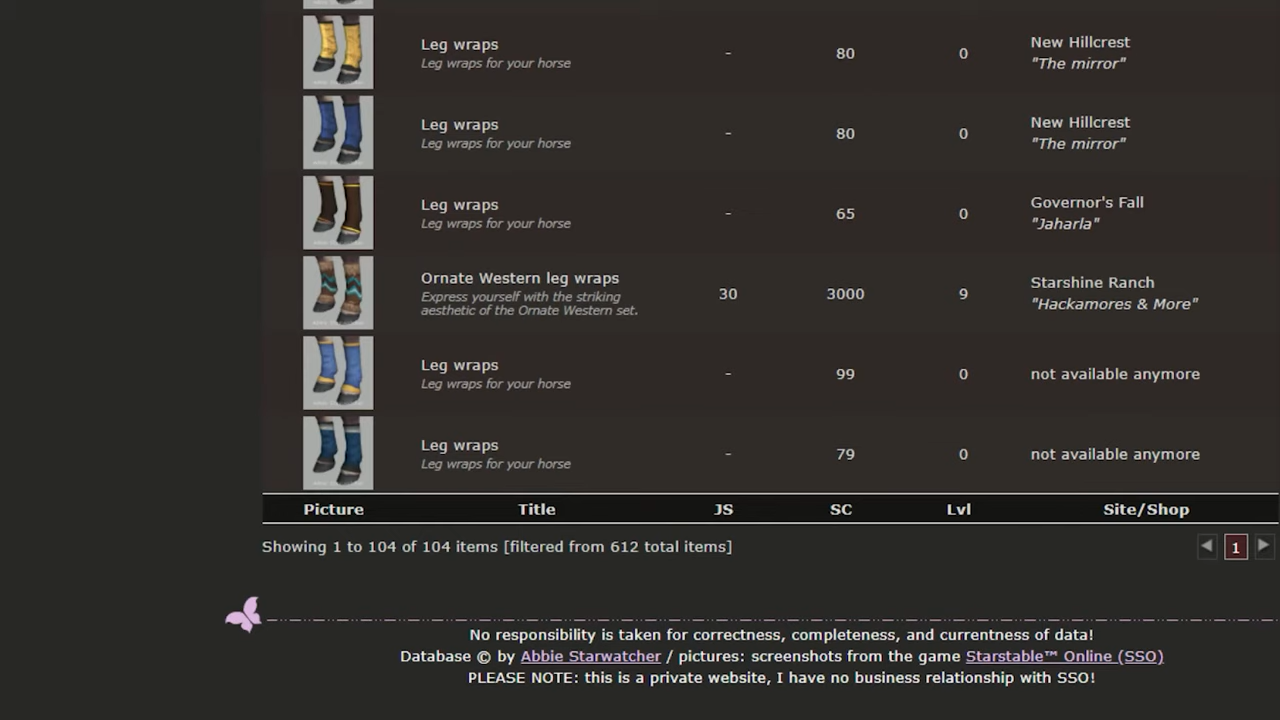 Leg wraps
Leg wraps for your horse
-
80
0
New Hillcrest
"The mirror"
Leg wraps
Leg wraps for your horse
-
80
0
New Hillcrest
"The mirror"
Leg wraps
Leg wraps for your horse
-
65
0
Governor's Fall
"Jaharla"
Ornate Western leg wraps
Express yourself with the striking
aesthetic of the Ornate Western set.
30
3000
9
Starshine Ranch
"Hackamores & More"
Leg wraps
Leg wraps for your horse
-
99
0
not available anymore
Leg wraps
Leg wraps for your horse
-
79
0
not available anymore
Picture Title JS SC Lvl Site/Shop
Showing 1 to 104 of 104 items [filtered from 612 total items]
1
No responsibility is taken for correctness, completeness, and currentness of data!
Database © by Abbie Starwatcher / pictures: screenshots from the game Starstable™ Online (SSO)
PLEASE NOTE: this is a private website, I have no business relationship with SSO!